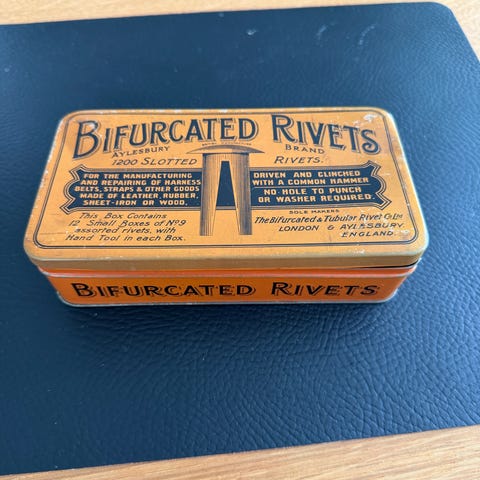 BIFURCATED RIVETS
AYLESBURY BRAND
1200 SLOTTED RIVETS.
FOR THE MANUFACTURING
AND REPAIRING OF HARNESS
BELTS, STRAPS & OTHER GOODS
MADE OF LEATHER, RUBBER,
SHEET-IRON OR WOOD.
DRIVEN AND CLINCHED
WITH A COMMON HAMMER
NO HOLE TO PUNCH
OR WASHER REQUIRED.
This Box Contains
12 Small Boxes of No9
assorted rivets, with
Hand Tool in each Box.
SOLE MAKERS
The Bifurcated & Tubular Rivet Co Ltd
LONDON & AYLESBURY
ENGLAND.
BIFURCATED RIVETS